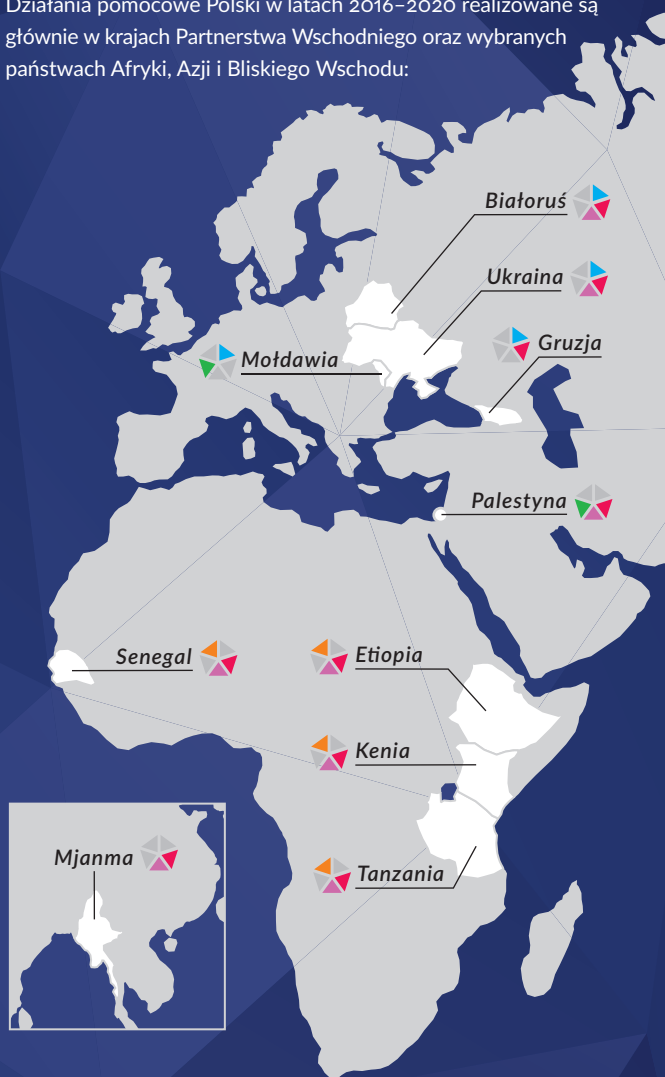 Działania pomocowe Polski w latach 2016–2020 realizowane są
głównie w krajach Partnerstwa Wschodniego oraz wybranych
państwach Afryki, Azji i Bliskiego Wschodu:
Białoruś
Ukraina
Gruzja
Mołdawia
Palestyna
Senegal
Etiopia
Kenia
Mjanma
Tanzania